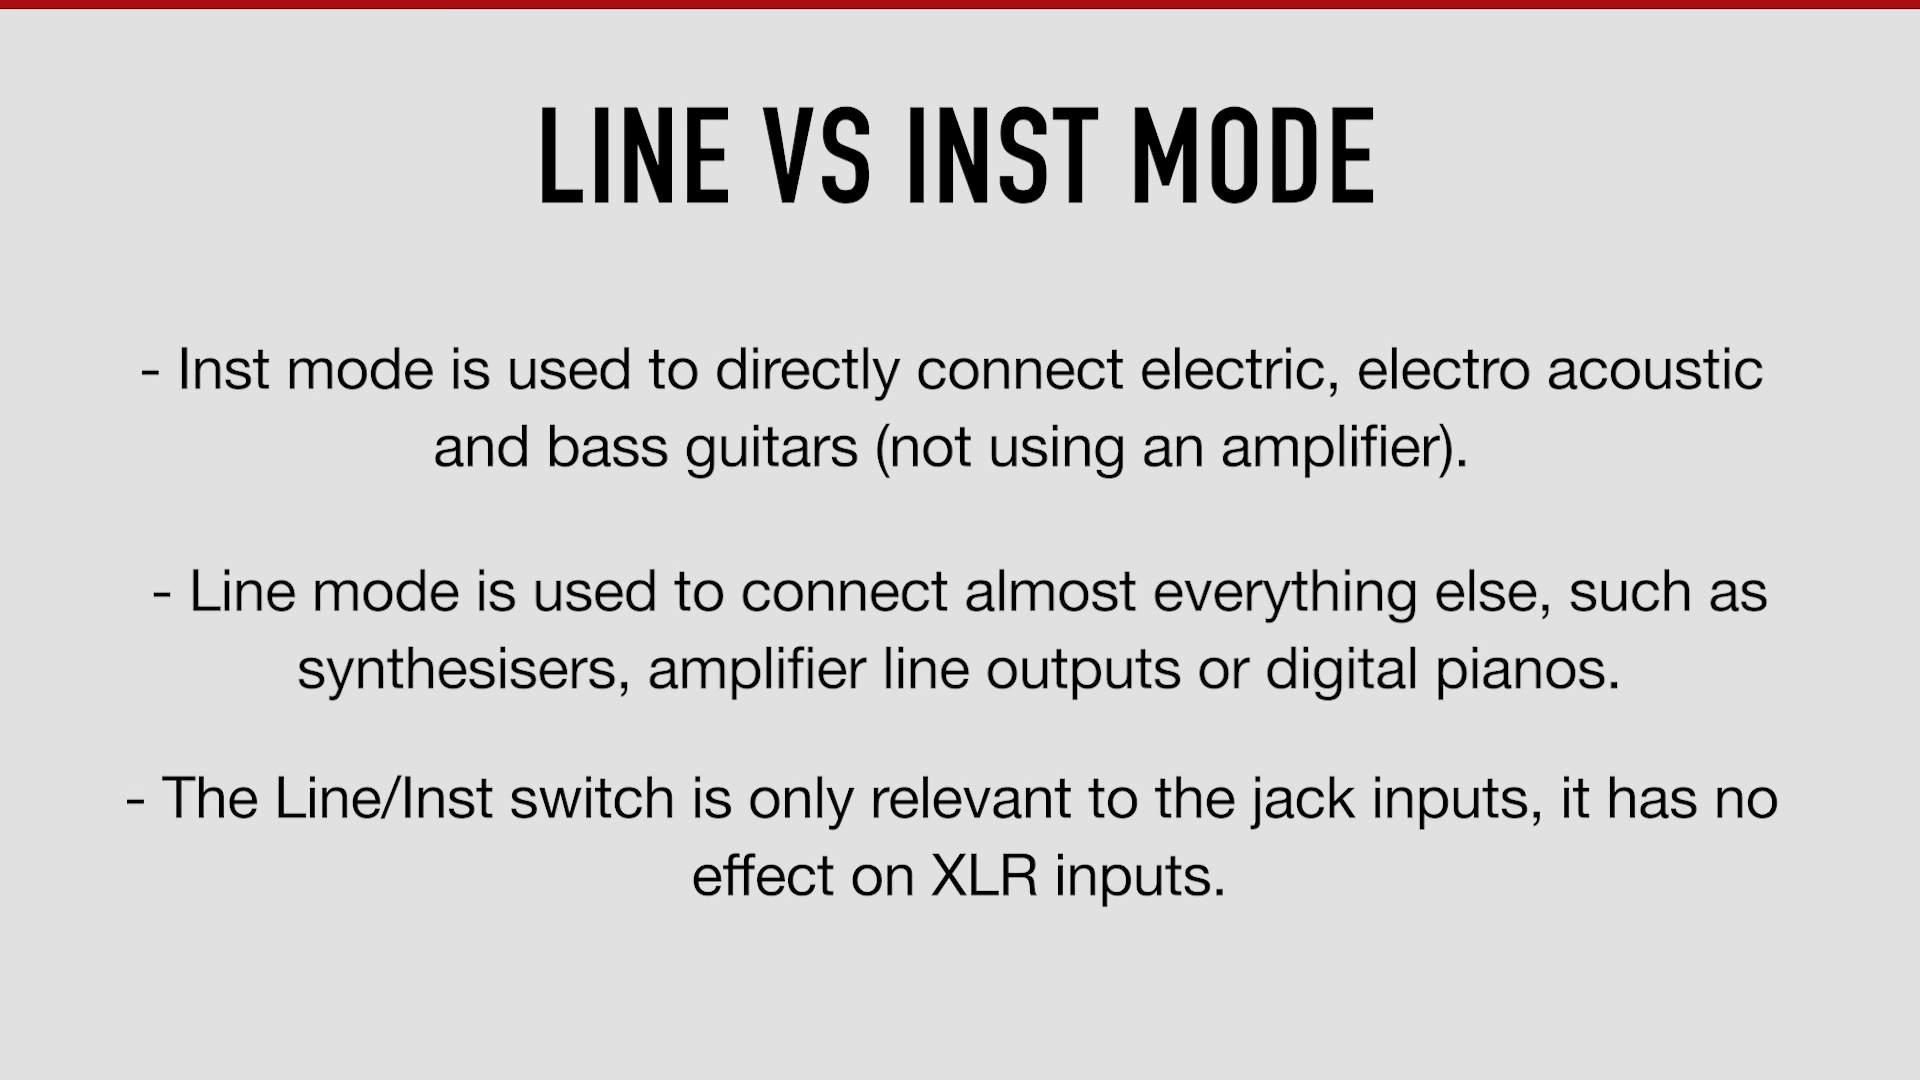 LINE VS INST MODE
- Inst mode is used to directly connect electric, electro acoustic
and bass guitars (not using an amplifier).
- Line mode is used to connect almost everything else, such as
synthesisers, amplifier line outputs or digital pianos.
- The Line/Inst switch is only relevant to the jack inputs, it has no
effect on XLR inputs.